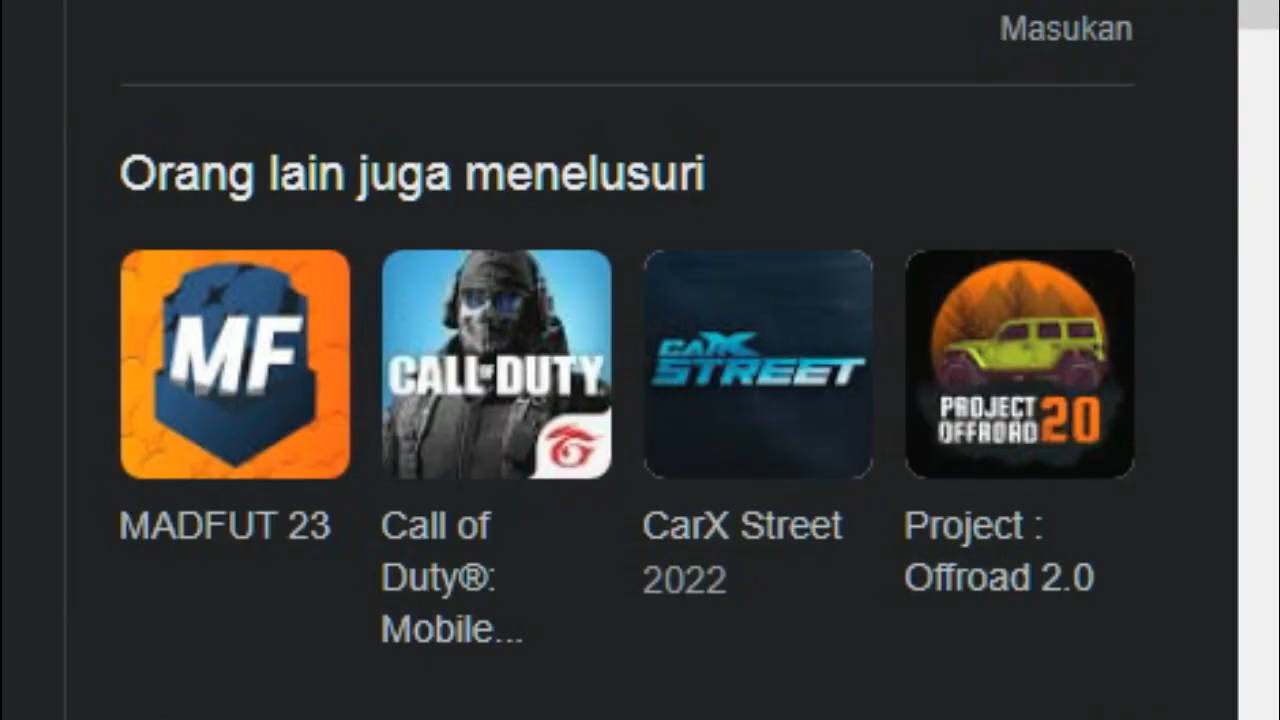 Masukan
Orang lain juga menelusuri
MF
CALL OF DUTY
CARX
STREET
PROJECT
OFFROAD 20
MADFUT 23
Call of
Duty®:
Mobile...
CarX Street
2022
Project :
Offroad 2.0